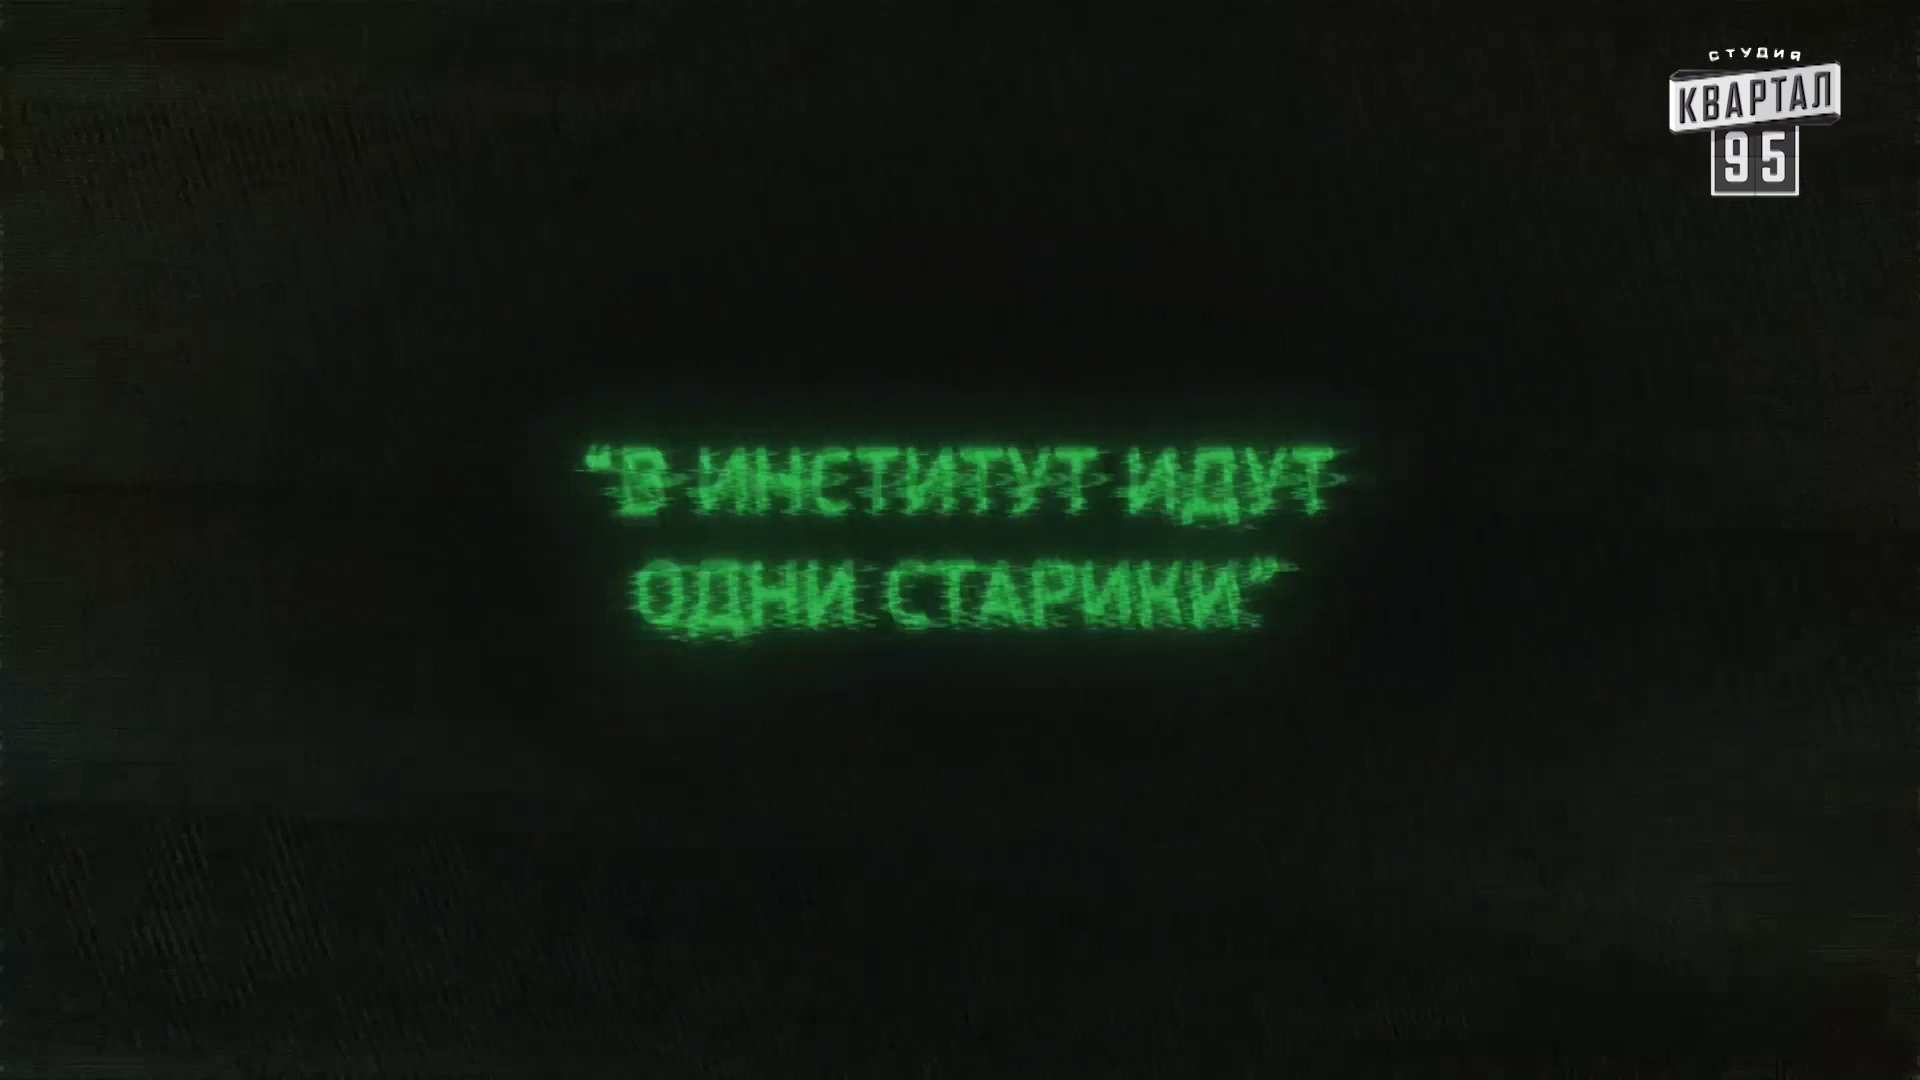 СТУДИЯ
КВАРТАЛ
95
“В ИНСТИТУТ ИДУТ
ОДНИ СТАРИКИ”